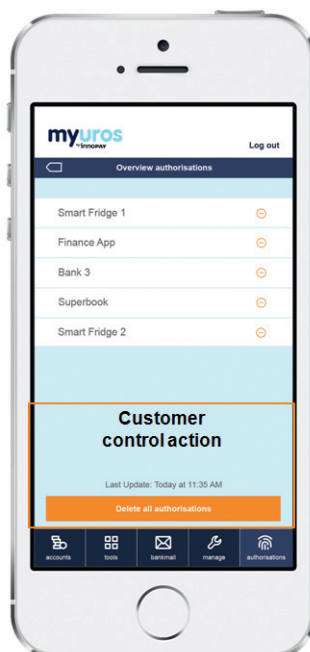 myuros
by INNOPAY
Log out
Overview authorisations
Smart Fridge 1
Finance App
Bank 3
Superbook
Smart Fridge 2
Customer
control action
Last Update: Today at 11:35 AM
Delete all authorisations
accounts tools bankmail manage authorisations